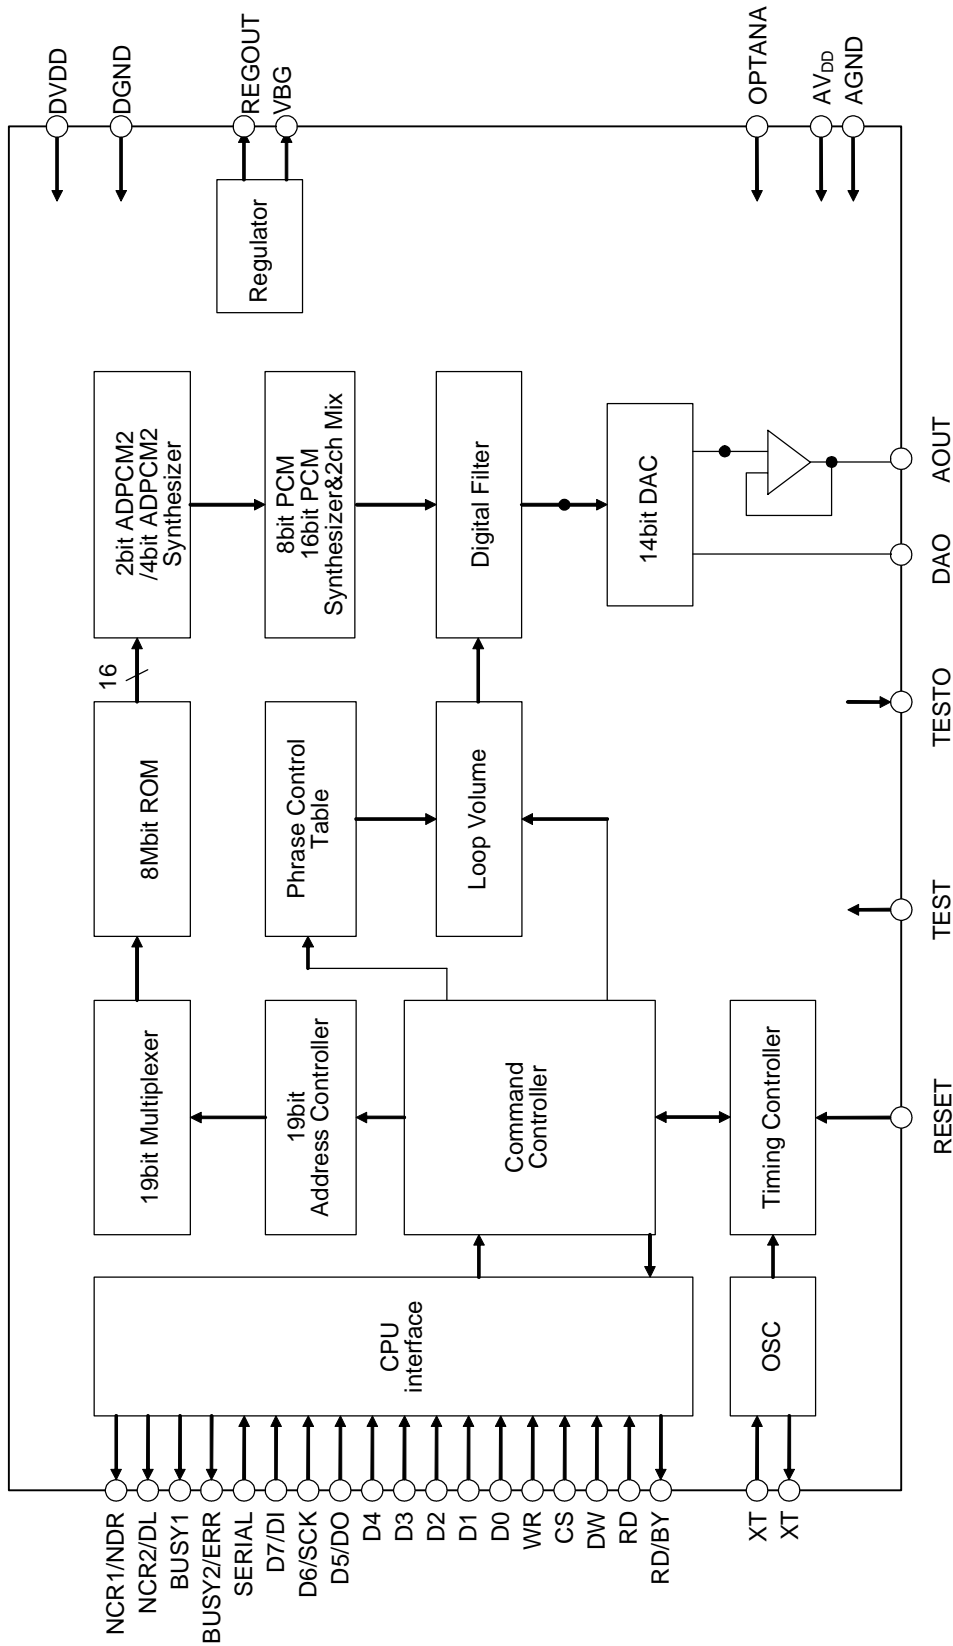 NCR1/NDR
NCR2/DL
BUSY1
BUSY2/ERR
SERIAL
D7/DI
D6/SCK
D5/DO
D4
D3
D2
D1
D0
WR
CS
DW
RD
RD/BY
XT
XT
CPU
interface
OSC
19bit Multiplexer
19bit
Address Controller
Command
Controller
Timing Controller
8Mbit ROM
Phrase Control
Table
Loop Volume
16
2bit ADPCM2
/4bit ADPCM2
Synthesizer
8bit PCM
16bit PCM
Synthesizer&2ch Mix
Digital Filter
14bit DAC
Regulator
DVDD
DGND
REGOUT
VBG
OPTANA
AVDD
AGND
RESET
TEST
TESTO
DAO
AOUT